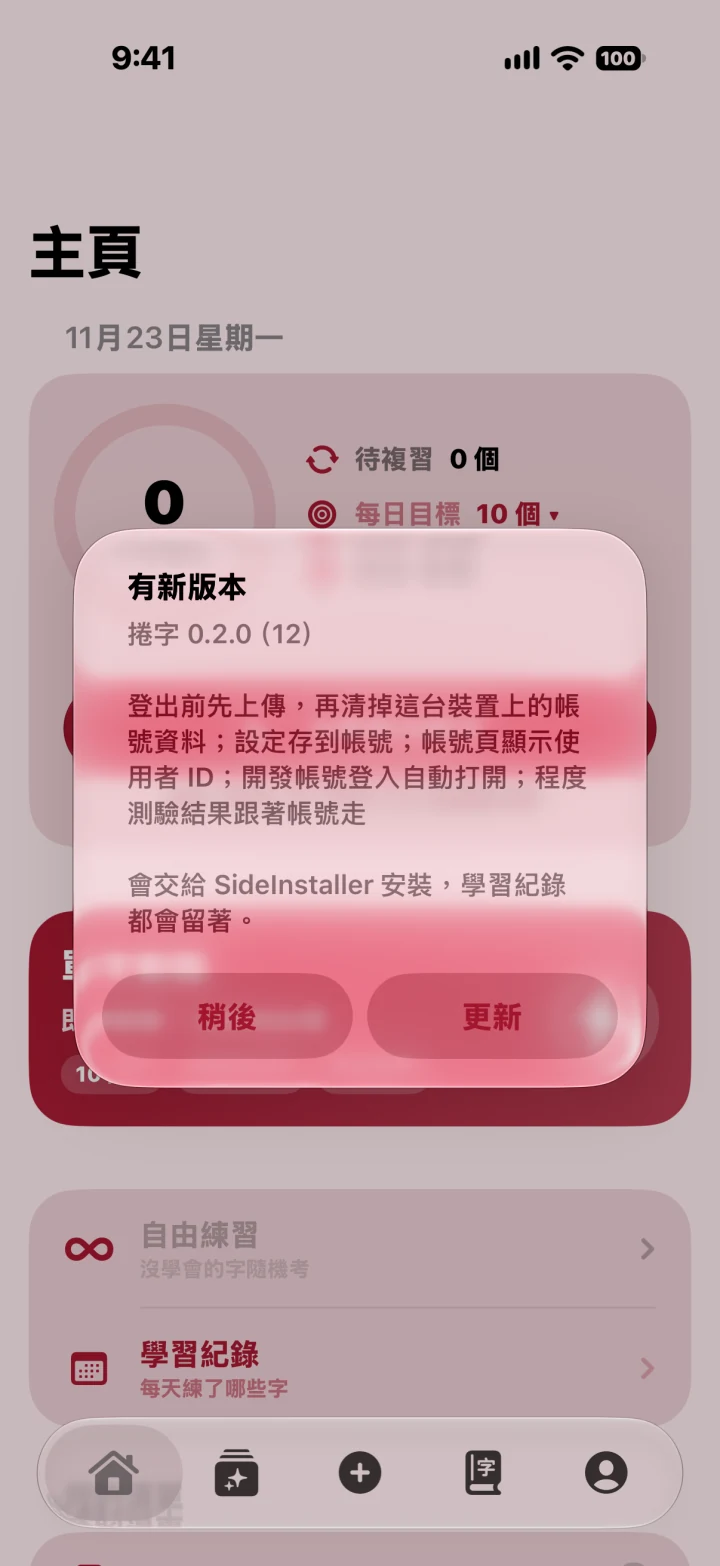 9:41
100
主頁
11月23日星期一
0
待複習 0 個
每日目標 10 個
有新版本
捲字 0.2.0 (12)
登出前先上傳，再清掉這台裝置上的帳
號資料；設定存到帳號；帳號頁顯示使
用者 ID；開發帳號登入自動打開；程度
測驗結果跟著帳號走
會交給 SideInstaller 安裝，學習紀錄
都會留著。
稍後
更新
10
自由練習
沒學會的字隨機考
學習紀錄
每天練了哪些字
字